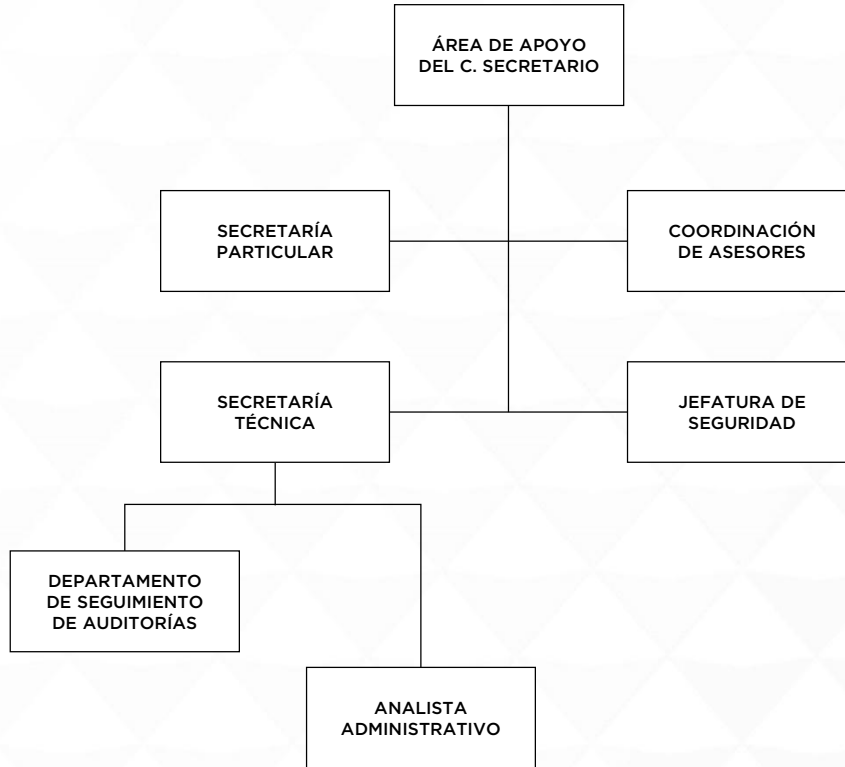 ÁREA DE APOYO
DEL C. SECRETARIO
SECRETARÍA
PARTICULAR
COORDINACIÓN
DE ASESORES
SECRETARÍA
TÉCNICA
JEFATURA DE
SEGURIDAD
DEPARTAMENTO
DE SEGUIMIENTO
DE AUDITORÍAS
ANALISTA
ADMINISTRATIVO